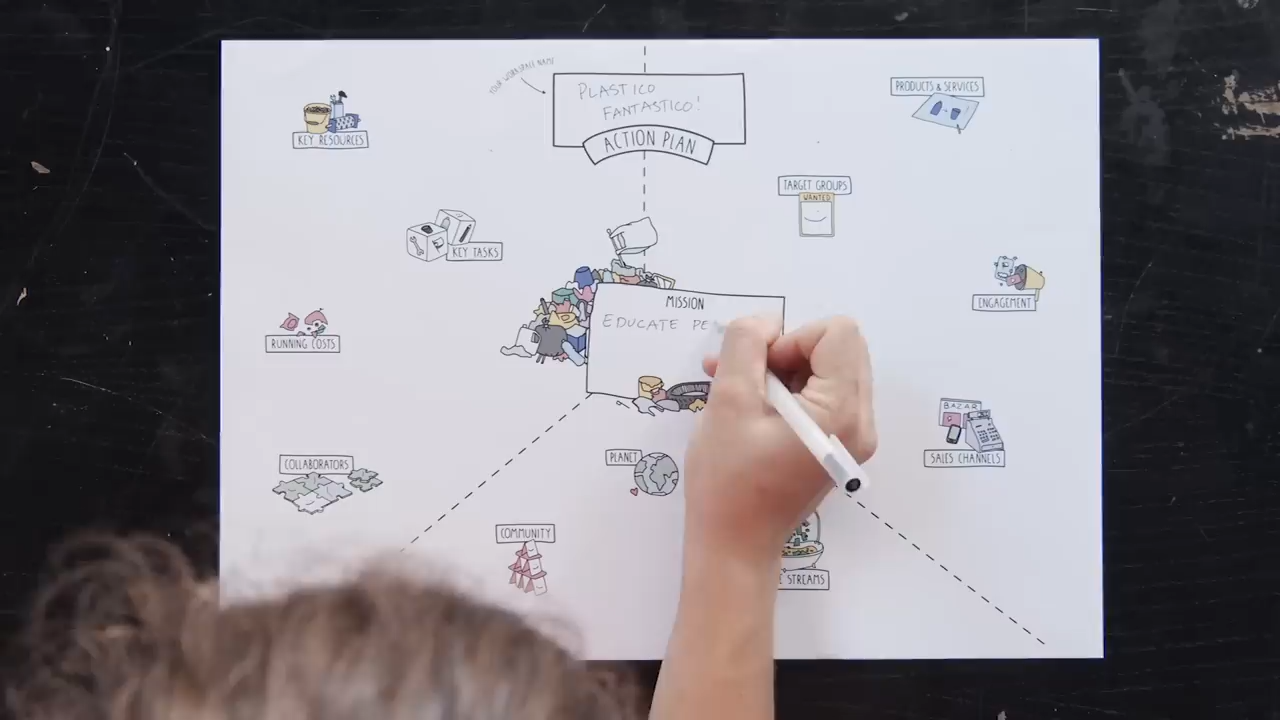 YOUR WORKSPACE NAME
PLASTICO
FANTASTICO!
ACTION PLAN
PRODUCTS & SERVICES
KEY RESOURCES
TARGET GROUPS
WANTED
KEY TASKS
ENGAGEMENT
MISSION
EDUCATE PE
RUNNING COSTS
BAZAR
SALES CHANNELS
COLLABORATORS
PLANET
COMMUNITY
STREAMS